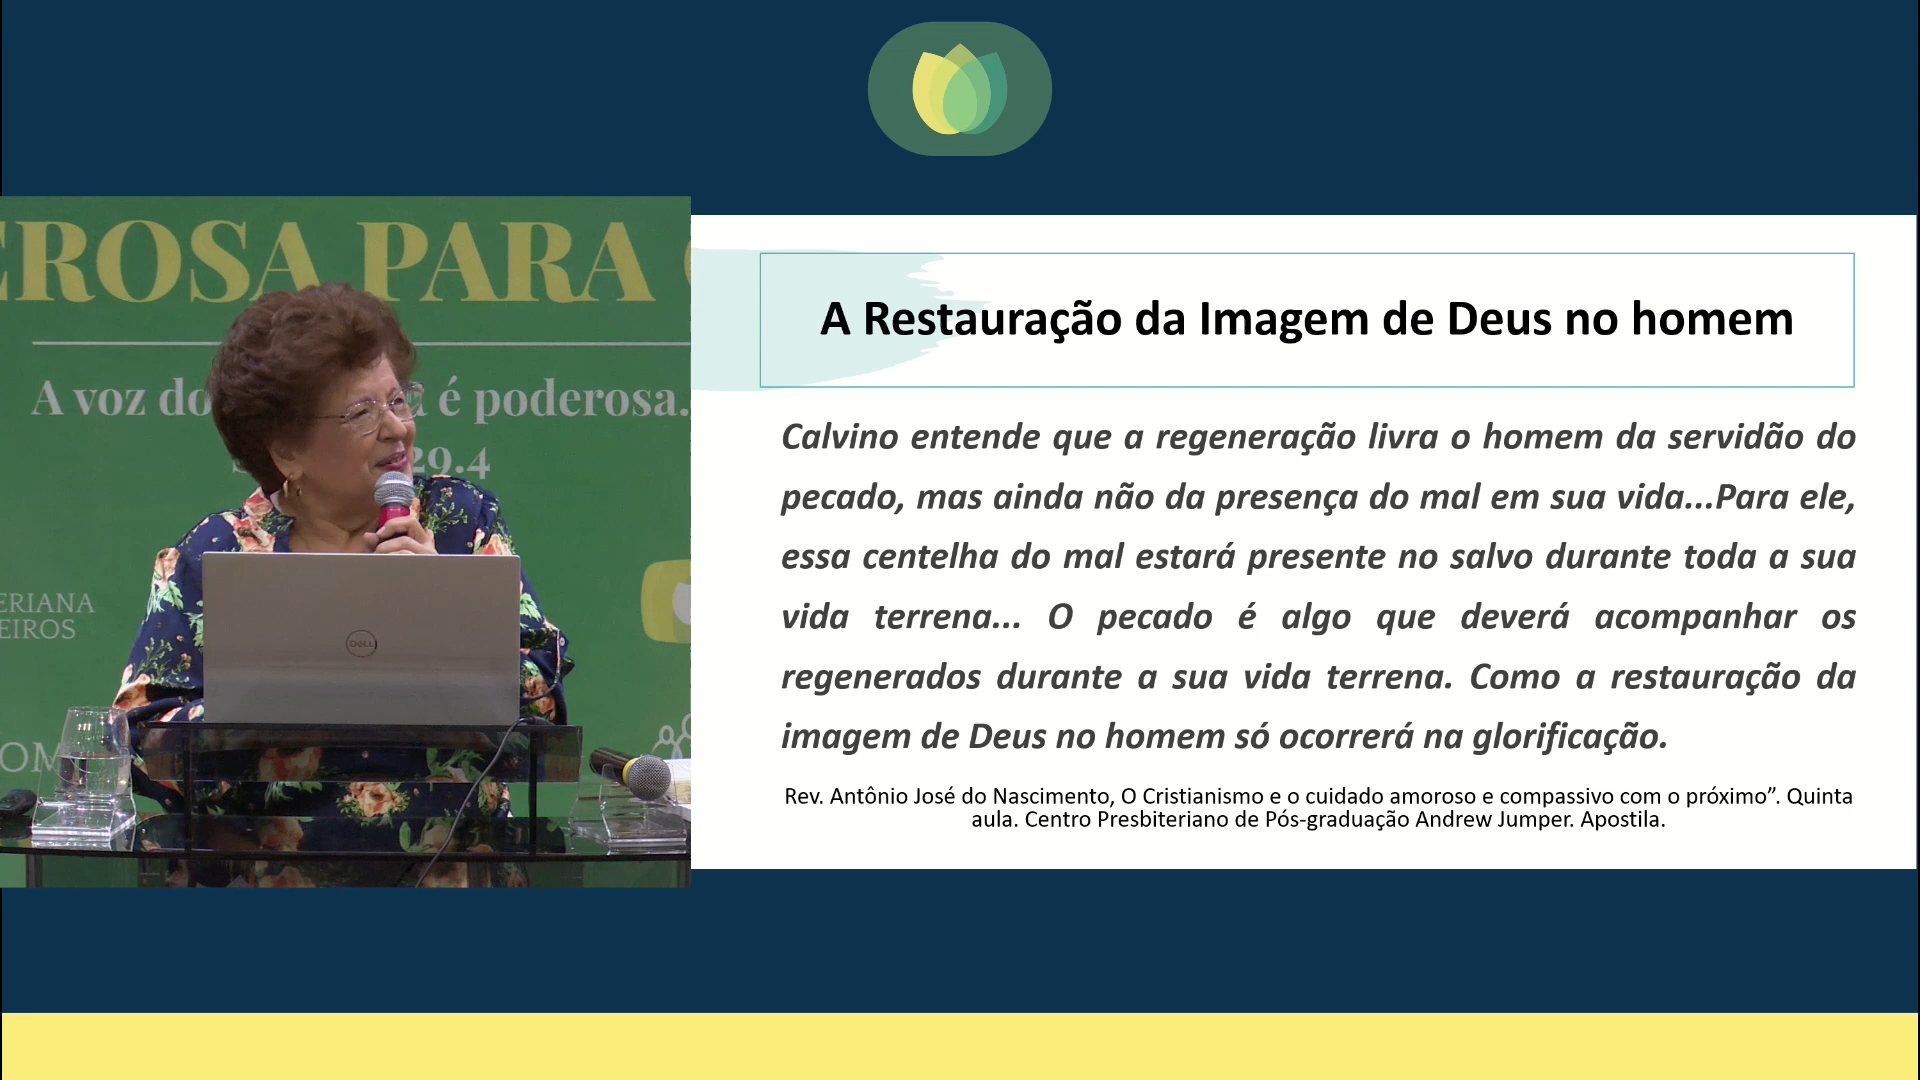 EROSA PARA
A voz do é poderosa.
29.4
ERIANA
EIROS
OM
DELL
A Restauração da Imagem de Deus no homem
Calvino entende que a regeneração livra o homem da servidão do
pecado, mas ainda não da presença do mal em sua vida...Para ele,
essa centelha do mal estará presente no salvo durante toda a sua
vida terrena... O pecado é algo que deverá acompanhar os
regenerados durante a sua vida terrena. Como a restauração da
imagem de Deus no homem só ocorrerá na glorificação.
Rev. Antônio José do Nascimento, O Cristianismo e o cuidado amoroso e compassivo com o próximo”. Quinta
aula. Centro Presbiteriano de Pós-graduação Andrew Jumper. Apostila.